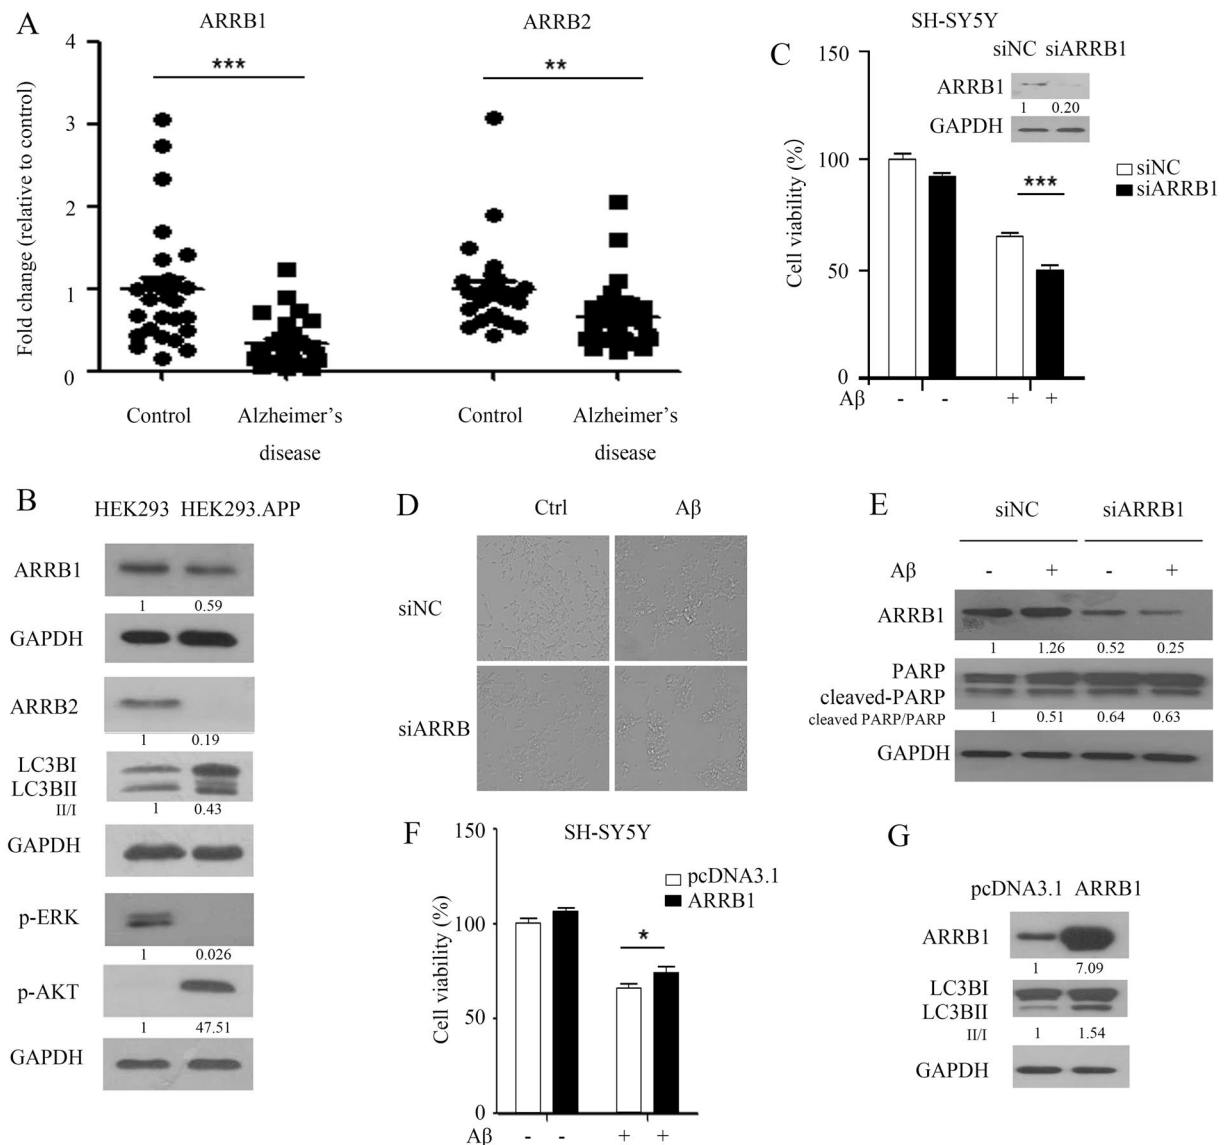 A
ARRB1
ARRB2
Fold change (relative to control)
4
3
2
1
0
***
**
Control
Alzheimer's
disease
Control
Alzheimer's
disease
C
SH-SY5Y
siNC siARRB1
ARRB1
1 0.20
GAPDH
Cell viability (%)
150
100
50
0
***
siNC
siARRB1
Aβ - - + +
B
HEK293 HEK293.APP
ARRB1
1 0.59
GAPDH
ARRB2
1 0.19
LC3BI
LC3BII
II/I 1 0.43
GAPDH
p-ERK
1 0.026
p-AKT
1 47.51
GAPDH
D
Ctrl Aβ
siNC
siARRB
E
siNC siARRB1
Aβ - + - +
ARRB1
1 1.26 0.52 0.25
PARP
cleaved-PARP
cleaved PARP/PARP 1 0.51 0.64 0.63
GAPDH
F
SH-SY5Y
Cell viability (%)
150
100
50
0
pcDNA3.1
ARRB1
*
Aβ - - + +
G
pcDNA3.1 ARRB1
ARRB1
1 7.09
LC3BI
LC3BII
II/I 1 1.54
GAPDH